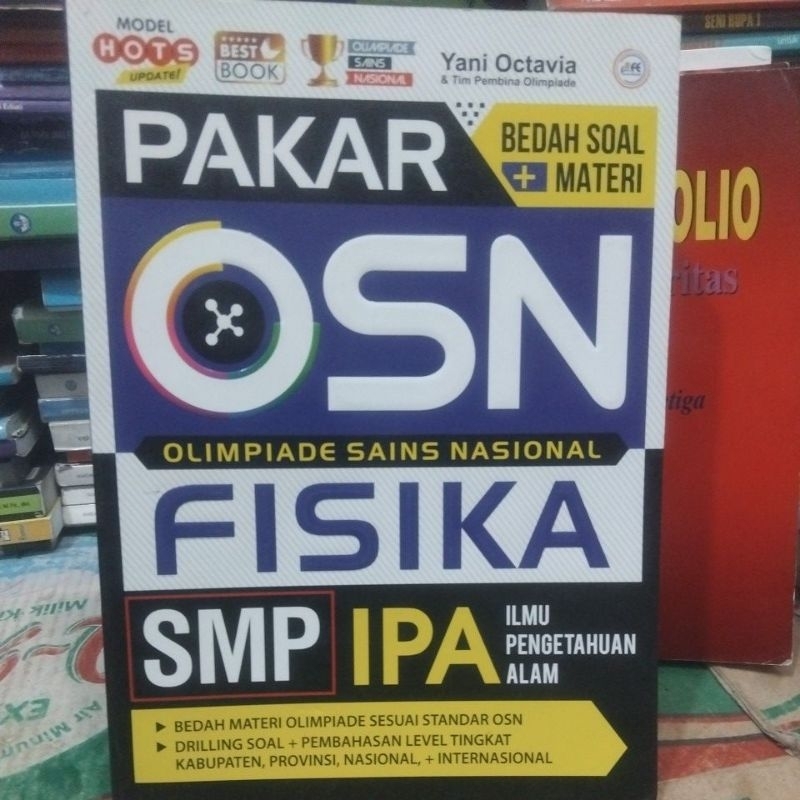 MODEL
HOTS
UPDATE!
BEST
BOOK
OLIMPIADE
SAINS
NASIONAL
Yani Octavia
& Tim Pembina Olimpiade
PAKAR
BEDAH SOAL
+ MATERI
OSN
OLIMPIADE SAINS NASIONAL
FISIKA
SMP
IPA
ILMU
PENGETAHUAN
ALAM
BEDAH MATERI OLIMPIADE SESUAI STANDAR OSN
DRILLING SOAL + PEMBAHASAN LEVEL TINGKAT
KABUPATEN, PROVINSI, NASIONAL, + INTERNASIONAL
SENI RUPA 1
OLIO
ritas
tiga